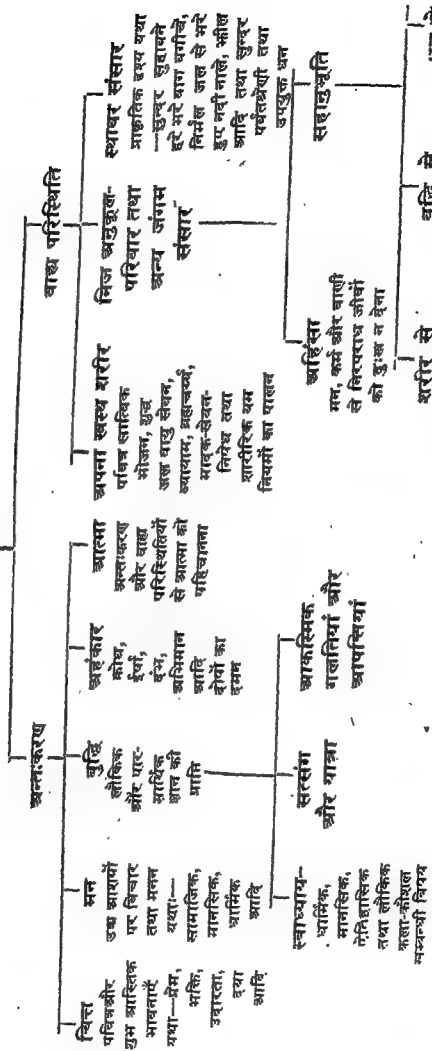 अन्तःकरण
वाह्य परिस्थिति
चित्त
पवित्र और
शुभ आस्तिक
भावनाएँ
यथा—प्रेम,
भक्ति,
उदारता,
दया
आदि
मन
उच्च आशयों
पर विचार
तथा मनन
यथाः—
सामाजिक,
मानसिक,
धार्मिक
आदि
बुद्धि
लौकिक
और पार-
मार्थिक
ज्ञान की
प्राप्ति
अहंकार
क्रोध,
ईर्षा,
दंभ,
अभिमान
आदि
दोषों का
दमन
आत्मा
अन्तःकरण
और वाह्य
परिस्थितियों
से आत्मा को
पहिचानना
अपना स्वस्थ शरीर
पवित्र सात्विक
भोजन, शुद्ध
जल वायु सेवन,
व्यायाम, ब्रह्मचर्य्य,
मादक-सेवन-
निषेध तथा
शारीरिक यम
नियमों का पालन
निज अनुकूल-
परिवार तथा
अन्य जंगम
संसार
स्थावर संसार
प्राकृतिक दृश्य यथा
—सुन्दर सुहावने
हरे भरे बाग बगीचे,
निर्मल जल से भरे
हुए नदी नाले, झील
आदि तथा सुन्दर
पर्वतश्रेणी तथा
उपयुक्त धन
स्वाध्याय—
धार्मिक,
मानसिक,
ऐतिहासिक
तथा लौकिक
कला-कौशल
सम्बन्धी विषय
सत्संग
और यात्रा
आकस्मिक
गलतियां और
आपत्तियां
अहिंसा
मन, कर्म और वाणी
से निरपराध जीवों
को दुःख न देना
सहानुभूति
शरीर से
बुद्धि से